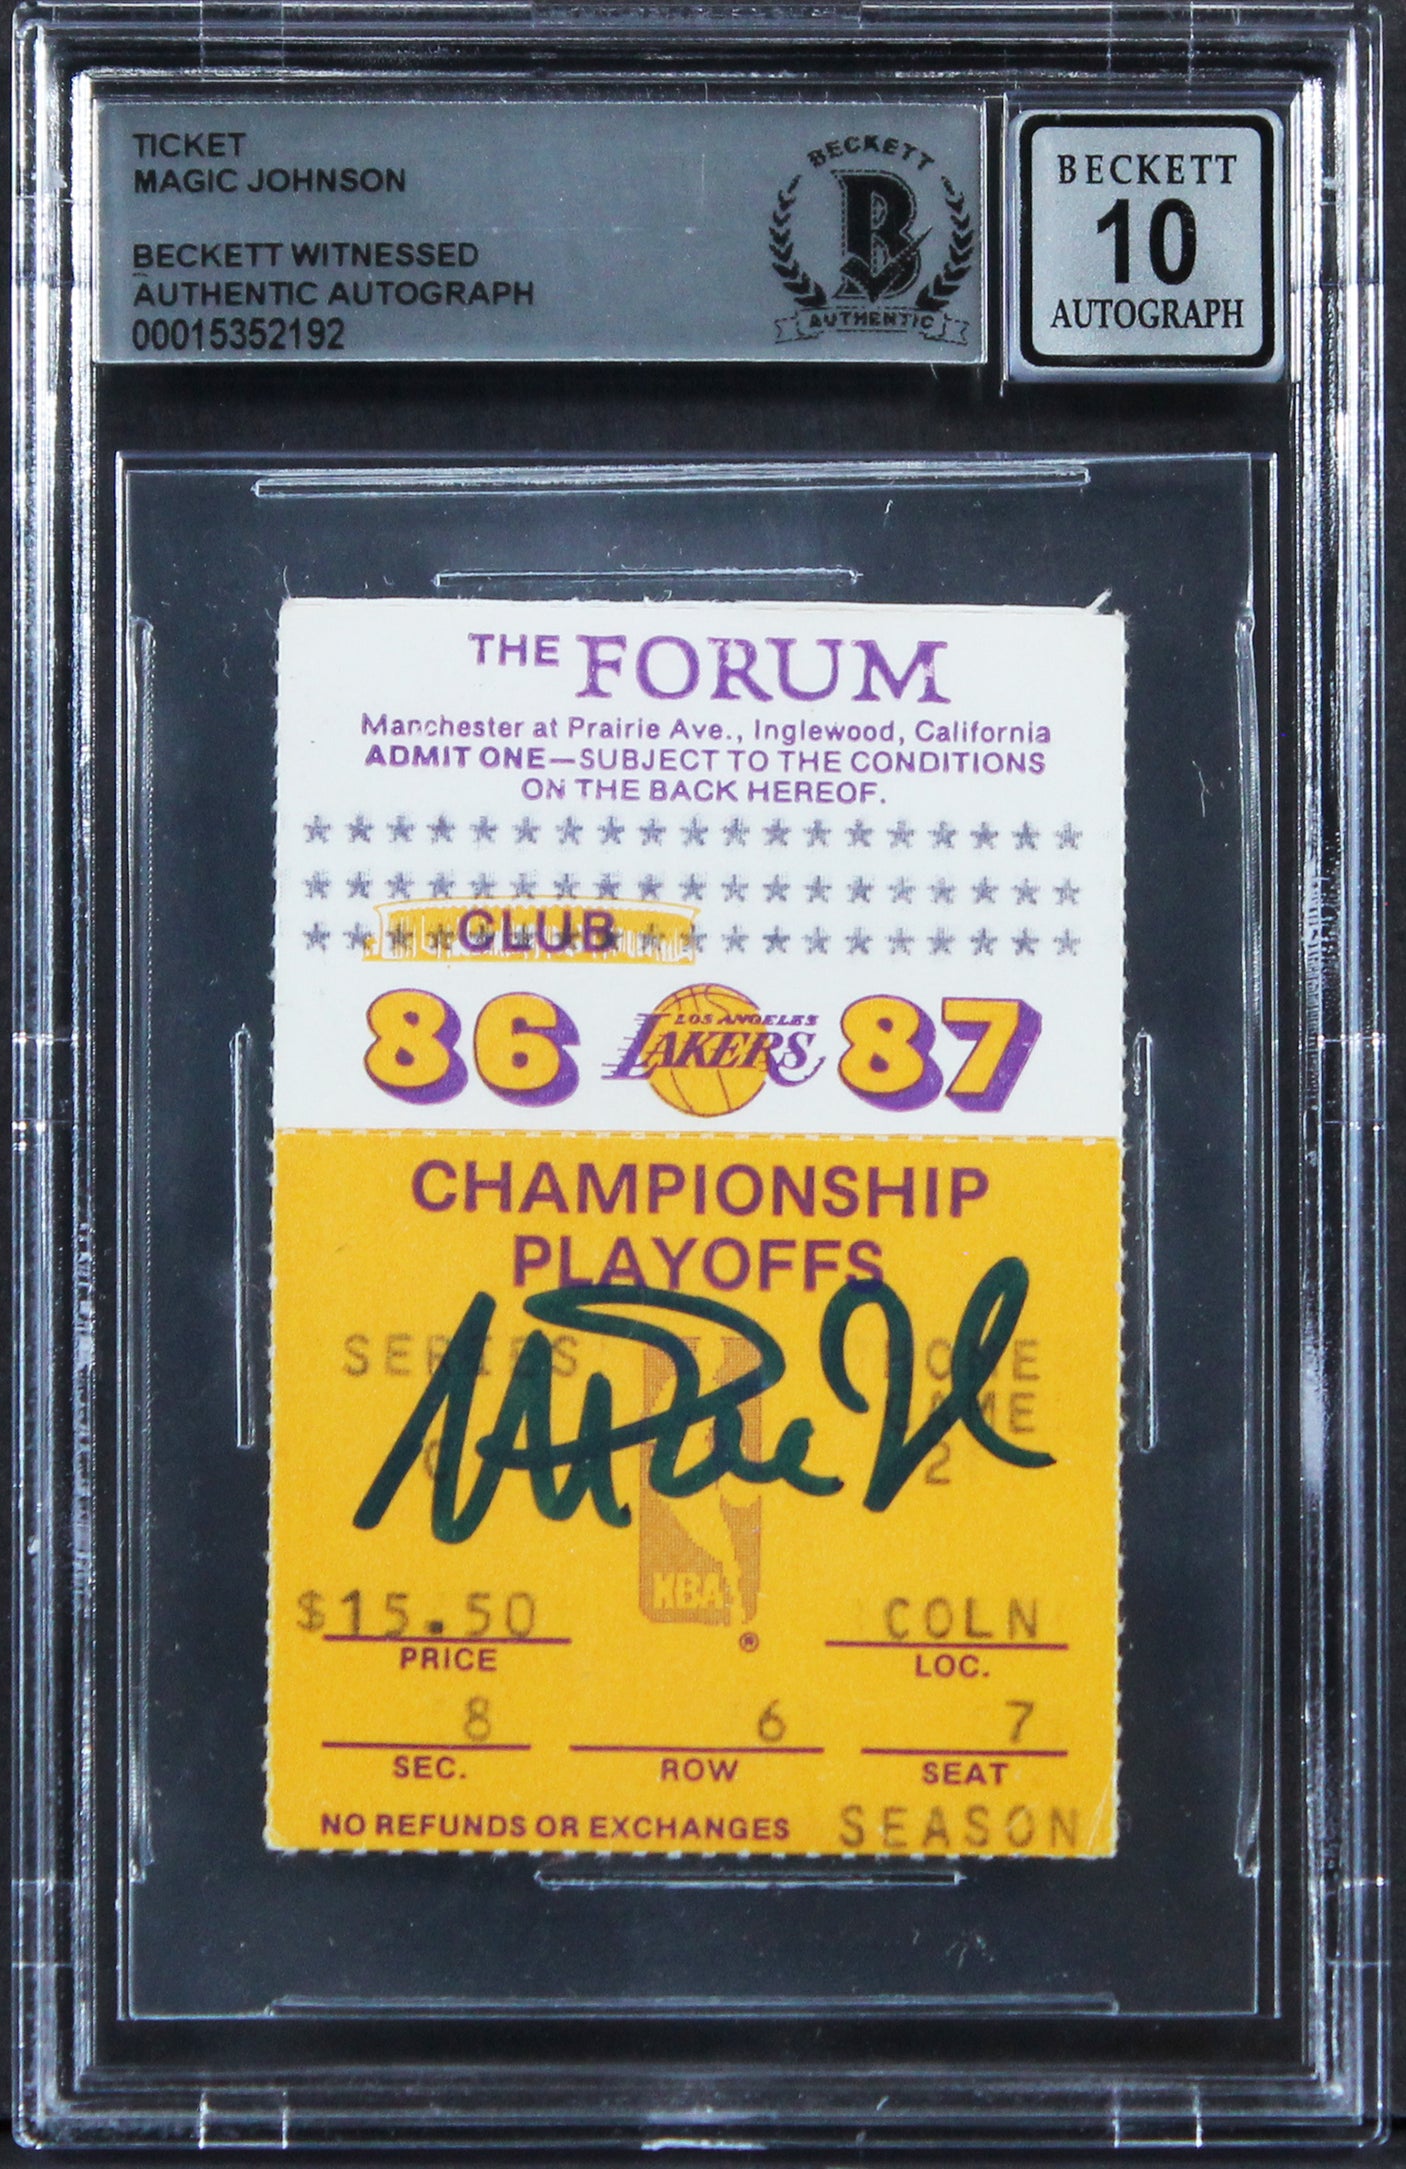 TICKET
MAGIC JOHNSON
BECKETT WITNESSED
AUTHENTIC AUTOGRAPH
00015352192
BECKETT
B
AUTHENTIC
BECKETT
10
AUTOGRAPH
THE FORUM
Manchester at Prairie Ave., Inglewood, California
ADMIT ONE—SUBJECT TO THE CONDITIONS
ON THE BACK HEREOF.
CLUB
86 LOS ANGELES LAKERS 87
CHAMPIONSHIP
PLAYOFFS
SERIES
2
NBA
®
$15.50 COLN
PRICE LOC.
8 6 7
SEC. ROW SEAT
NO REFUNDS OR EXCHANGES SEASON